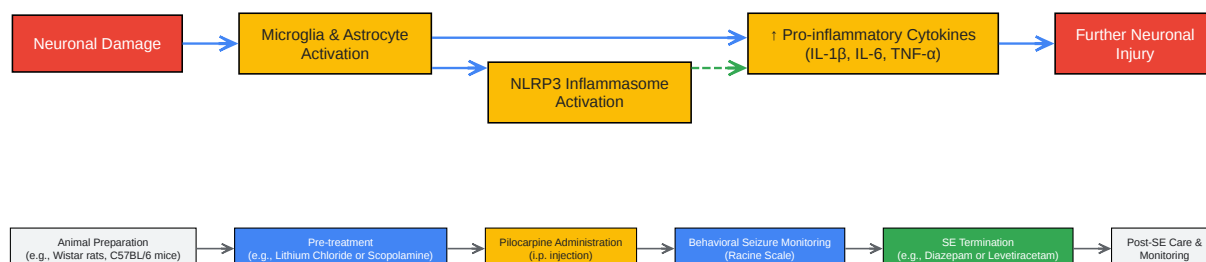 Neuronal Damage
Microglia & Astrocyte
Activation
NLRP3 Inflammasome
Activation
↑ Pro-inflammatory Cytokines
(IL-1β, IL-6, TNF-α)
Further Neuronal
Injury
Animal Preparation
(e.g., Wistar rats, C57BL/6 mice)
Pre-treatment
(e.g., Lithium Chloride or Scopolamine)
Pilocarpine Administration
(i.p. injection)
Behavioral Seizure Monitoring
(Racine Scale)
SE Termination
(e.g., Diazepam or Levetiracetam)
Post-SE Care &
Monitoring